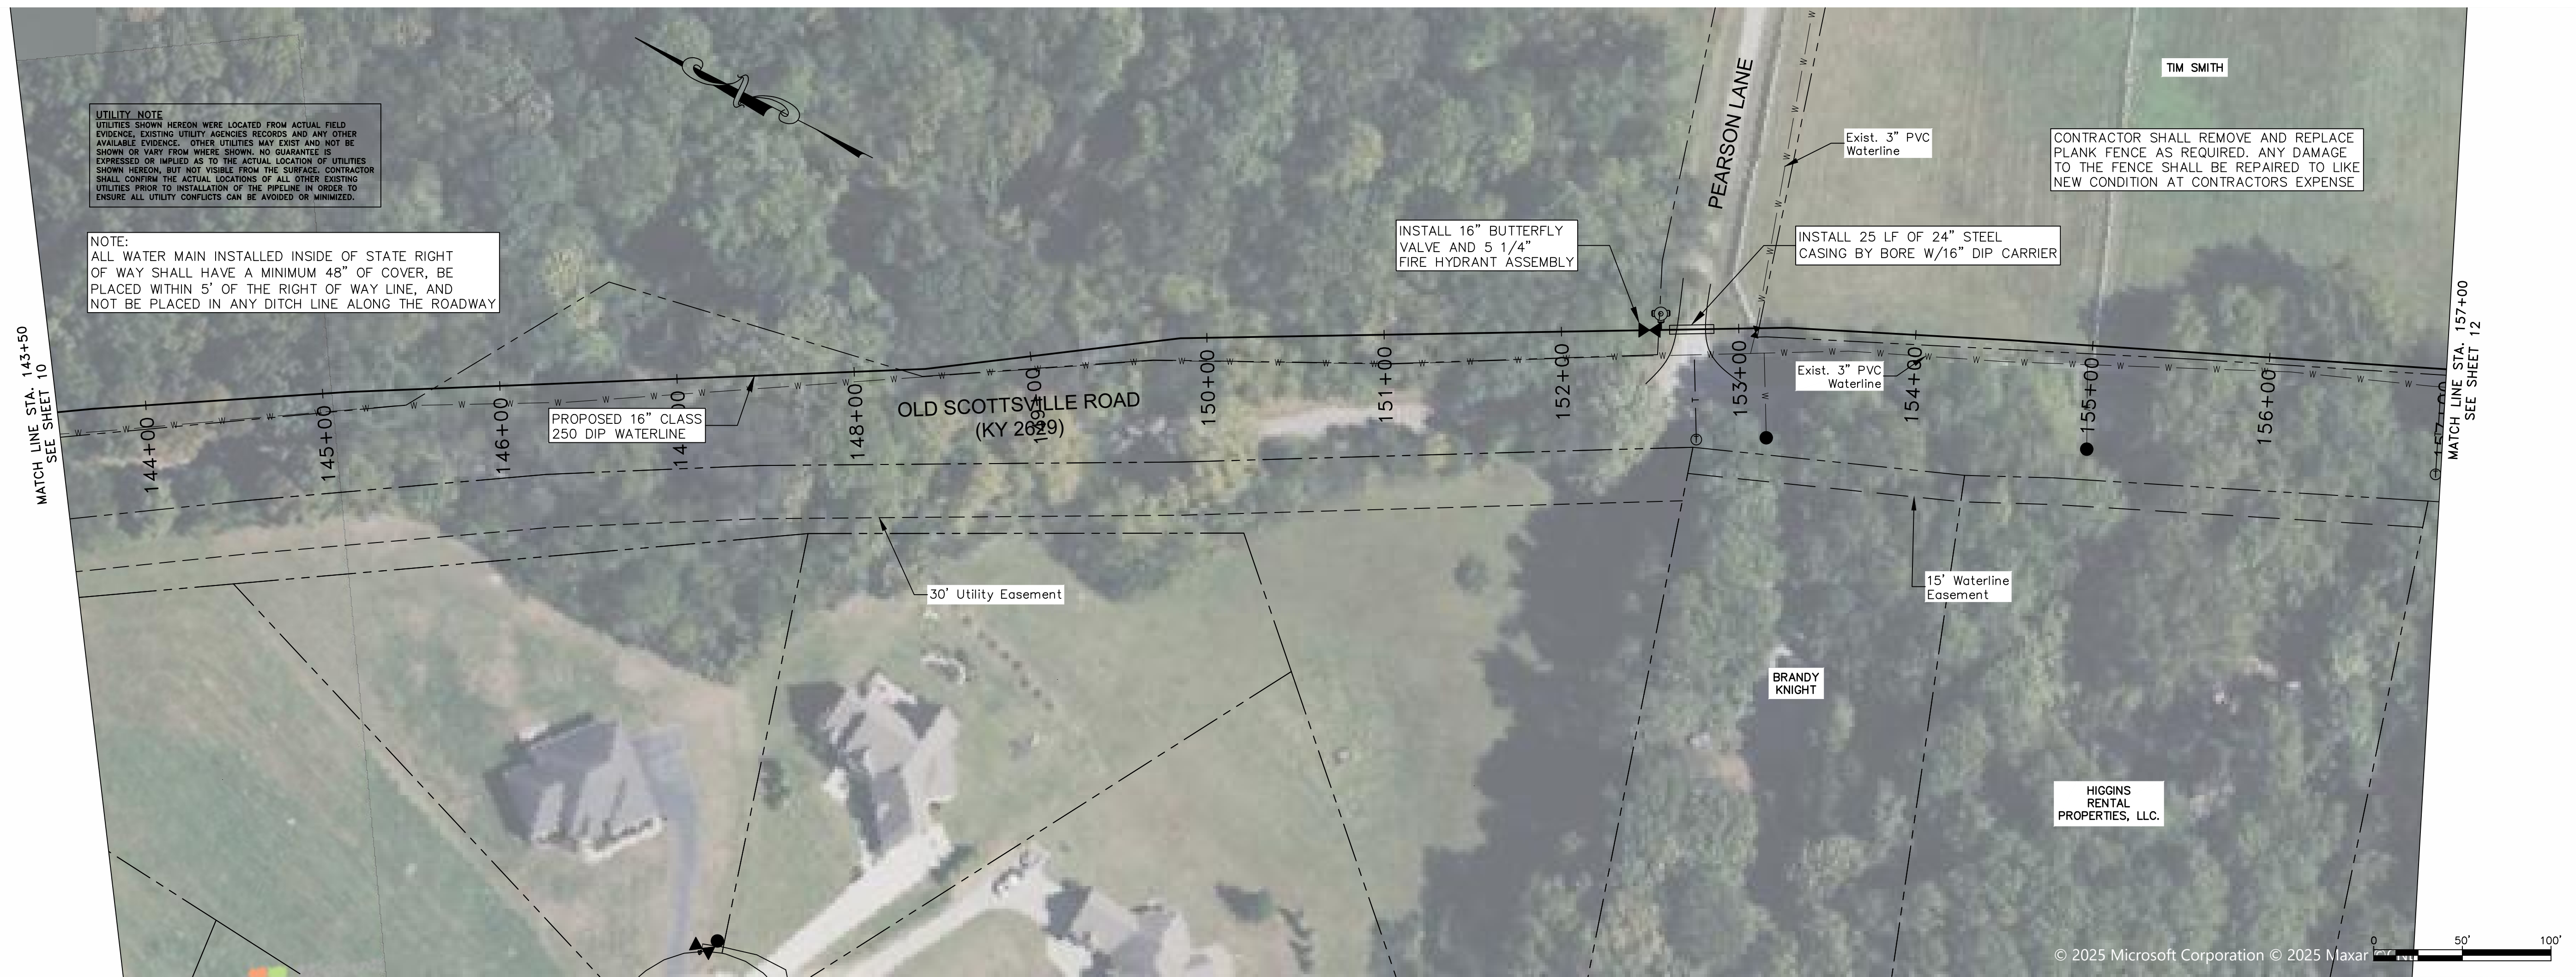 UTILITY NOTE
UTILITIES SHOWN HEREON WERE LOCATED FROM ACTUAL FIELD
EVIDENCE, EXISTING UTILITY AGENCIES RECORDS AND ANY OTHER
AVAILABLE EVIDENCE. OTHER UTILITIES MAY EXIST AND NOT BE
SHOWN OR VARY FROM WHERE SHOWN. NO GUARANTEE IS
EXPRESSED OR IMPLIED AS TO THE ACTUAL LOCATION OF UTILITIES
SHOWN HEREON, BUT NOT VISIBLE FROM THE SURFACE. CONTRACTOR
SHALL CONFIRM THE ACTUAL LOCATIONS OF ALL OTHER EXISTING
UTILITIES PRIOR TO INSTALLATION OF THE PIPELINE IN ORDER TO
ENSURE ALL UTILITY CONFLICTS CAN BE AVOIDED OR MINIMIZED.
NOTE:
ALL WATER MAIN INSTALLED INSIDE OF STATE RIGHT
OF WAY SHALL HAVE A MINIMUM 48" OF COVER, BE
PLACED WITHIN 5' OF THE RIGHT OF WAY LINE, AND
NOT BE PLACED IN ANY DITCH LINE ALONG THE ROADWAY
TIM SMITH
PEARSON LANE
Exist. 3" PVC
Waterline
CONTRACTOR SHALL REMOVE AND REPLACE
PLANK FENCE AS REQUIRED. ANY DAMAGE
TO THE FENCE SHALL BE REPAIRED TO LIKE
NEW CONDITION AT CONTRACTORS EXPENSE
INSTALL 16" BUTTERFLY
VALVE AND 5 1/4"
FIRE HYDRANT ASSEMBLY
INSTALL 25 LF OF 24" STEEL
CASING BY BORE W/16" DIP CARRIER
MATCH LINE STA. 143+50
SEE SHEET 10
144+00
145+00
146+00
PROPOSED 16" CLASS
250 DIP WATERLINE
148+00
OLD SCOTTSVILLE ROAD
(KY 2629)
149+00
150+00
151+00
152+00
153+00
Exist. 3" PVC
Waterline
154+00
155+00
156+00
157+00
MATCH LINE STA. 157+00
SEE SHEET 12
30' Utility Easement
15' Waterline
Easement
BRANDY
KNIGHT
HIGGINS
RENTAL
PROPERTIES, LLC.
0 50' 100'
© 2025 Microsoft Corporation © 2025 Maxar